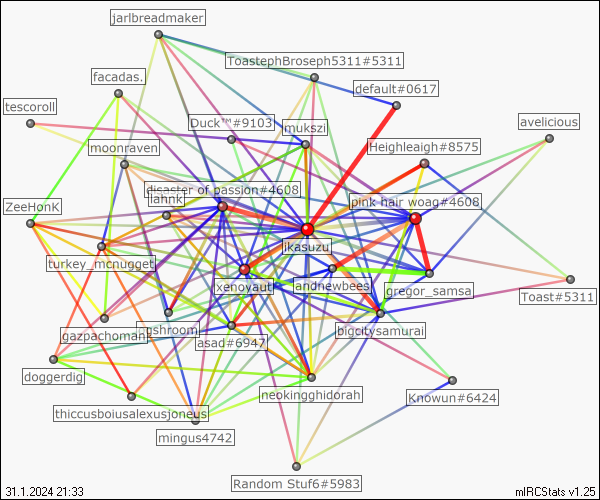 jarlbreadmaker
ToastephBroseph5311#5311
facadas.
default#0617
tescoroll
Duck™#9103
mukszi
avelicious
moonraven
Heighleaigh#8575
disaster of passion#4608
lahnk
pink hair woag#4608
ZeeHonK
ikasuzu
turkey_mcnugget
xenoyaut
andnewbees
gregor_samsa
Toast#5311
gazpachoman
bigcitysamurai
asad#6947
doggerdig
neokingghidorah
Knowun#6424
thiccusboiusalexusjoneus
mingus4742
Random Stuf6#5983
31.1.2024 21:33
mIRCStats v1.25